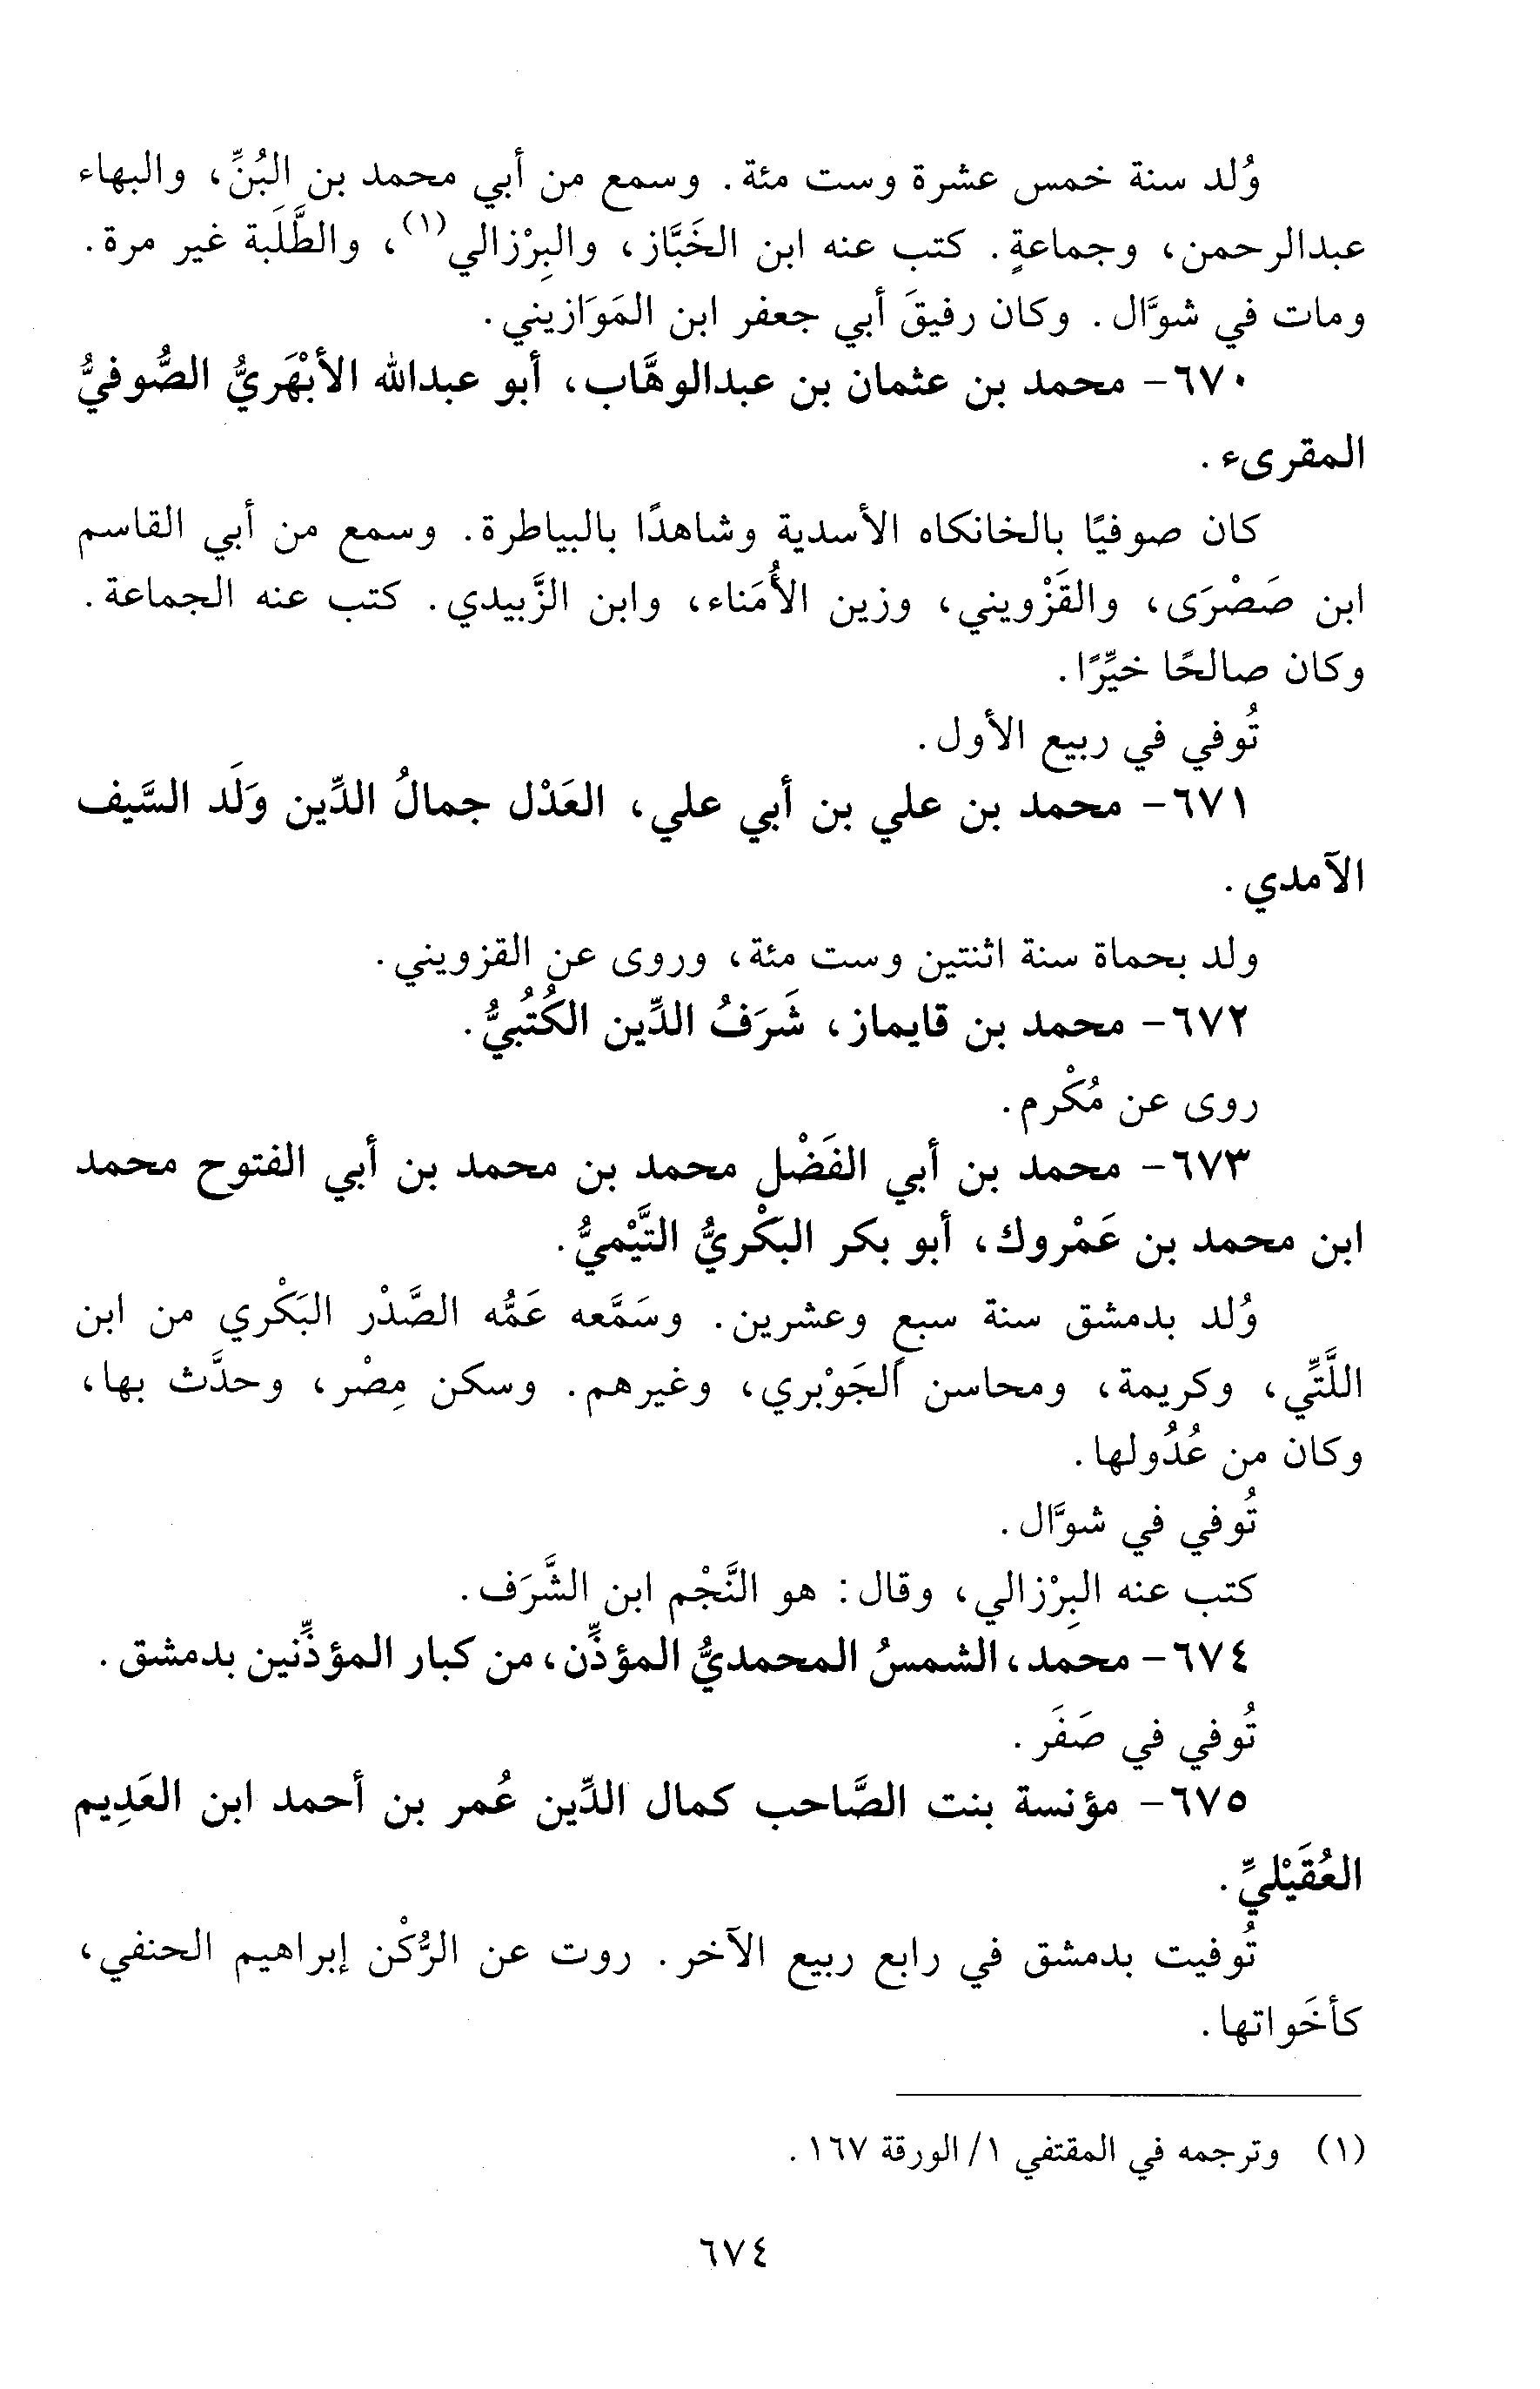 وُلد سنة خمس عشرة وست مئة. وسمع من أبي محمد بن البُنِّ، والبهاء
عبدالرحمن، وجماعةٍ. كتب عنه ابن الخَبَّاز، والبِرْزالي(١)، والطَّلَبة غير مرة.
ومات في شوَّال. وكان رفيقَ أبي جعفر ابن المَوَازيني.
٦٧٠- محمد بن عثمان بن عبدالوهَّاب، أبو عبدالله الأبْهَريُّ الصُّوفيُّ
المقرىء.
كان صوفيًا بالخانكاه الأسدية وشاهدًا بالبياطرة. وسمع من أبي القاسم
ابن صَصْرَى، والقَزْويني، وزين الأُمَناء، وابن الزَّبيدي. كتب عنه الجماعة.
وكان صالحًا خيِّرًا.
تُوفي في ربيع الأول.
٦٧١- محمد بن علي بن أبي علي، العَدْل جمالُ الدِّين وَلَد السَّيف
الآمدي.
ولد بحماة سنة اثنتين وست مئة، وروى عن القزويني.
٦٧٢- محمد بن قايماز، شَرَفُ الدِّين الكُتُبيُّ.
روى عن مُكْرم.
٦٧٣- محمد بن أبي الفَضْل محمد بن محمد بن أبي الفتوح محمد
ابن محمد بن عَمْروك، أبو بكر البكْريُّ التَّيْميُّ.
وُلد بدمشق سنة سبعٍ وعشرين. وسَمَّعه عَمُّه الصَّدْر البَكْري من ابن
اللَّتِّي، وكريمة، ومحاسن الجَوْبري، وغيرهم. وسكن مِصْر، وحدَّث بها،
وكان من عُدُولها.
تُوفي في شوَّال.
كتب عنه البِرْزالي، وقال: هو النَّجْم ابن الشَّرَف.
٦٧٤- محمد، الشمسُ المحمديُّ المؤذِّن، من كبار المؤذِّنين بدمشق.
تُوفي في صَفَر.
٦٧٥- مؤنسة بنت الصَّاحب كمال الدِّين عُمر بن أحمد ابن العَدِيم
العُقَيْليِّ.
تُوفيت بدمشق في رابع ربيع الآخر. روت عن الرُّكْن إبراهيم الحنفي،
كأخَواتها.
(١) وترجمه في المقتفي ١/ الورقة ١٦٧.
٦٧٤